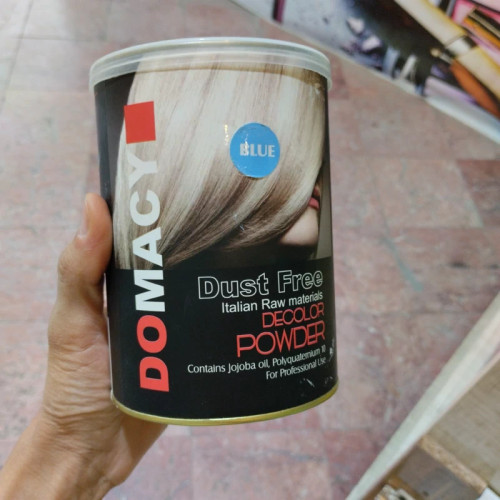 BLUE
DOMACY
Dust Free
Italian Raw materials
DECOLOR
POWDER
Contains Jojoba oil, Polyquaternium 10
For Professional Use